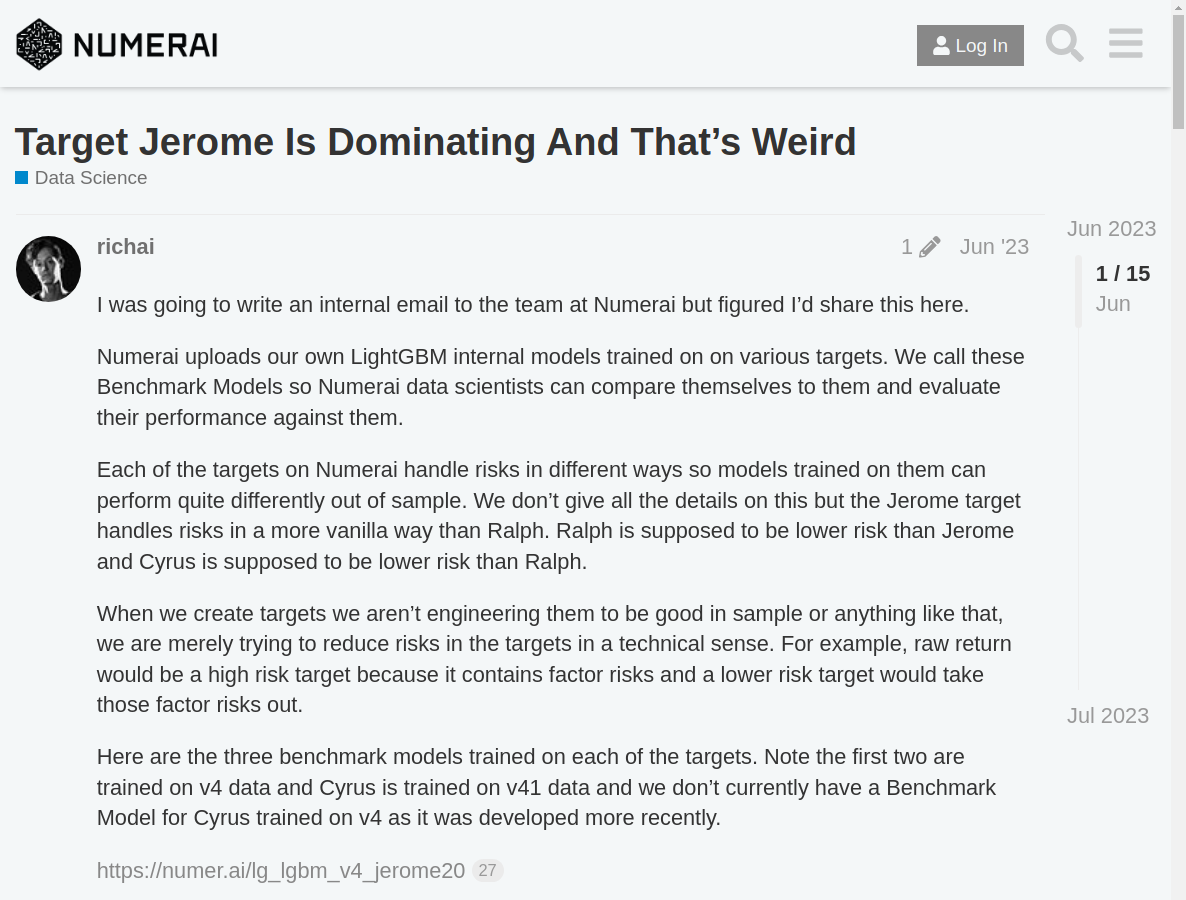 NUMERAI
Log In
Target Jerome Is Dominating And That’s Weird
Data Science
richai
1
Jun '23
I was going to write an internal email to the team at Numerai but figured I’d share this here.
Numerai uploads our own LightGBM internal models trained on on various targets. We call these
Benchmark Models so Numerai data scientists can compare themselves to them and evaluate
their performance against them.
Each of the targets on Numerai handle risks in different ways so models trained on them can
perform quite differently out of sample. We don’t give all the details on this but the Jerome target
handles risks in a more vanilla way than Ralph. Ralph is supposed to be lower risk than Jerome
and Cyrus is supposed to be lower risk than Ralph.
When we create targets we aren’t engineering them to be good in sample or anything like that,
we are merely trying to reduce risks in the targets in a technical sense. For example, raw return
would be a high risk target because it contains factor risks and a lower risk target would take
those factor risks out.
Here are the three benchmark models trained on each of the targets. Note the first two are
trained on v4 data and Cyrus is trained on v41 data and we don’t currently have a Benchmark
Model for Cyrus trained on v4 as it was developed more recently.
https://numer.ai/lg_lgbm_v4_jerome20 27
Jun 2023
1 / 15
Jun
Jul 2023